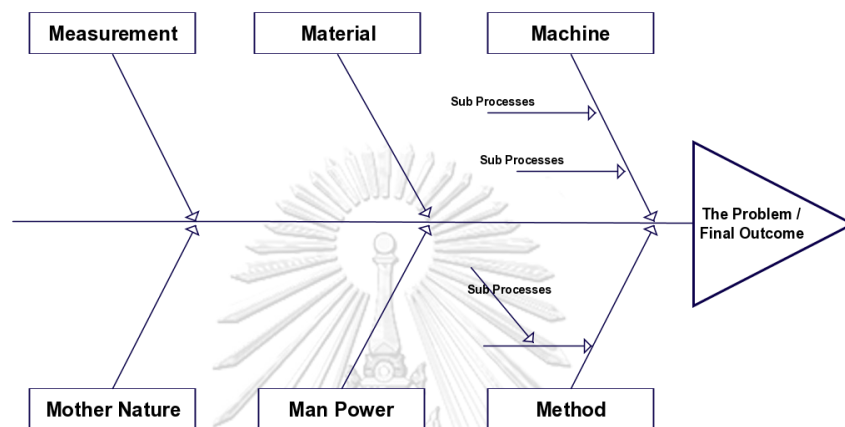 Measurement
Material
Machine
Sub Processes
Sub Processes
The Problem /
Final Outcome
Sub Processes
Mother Nature
Man Power
Method